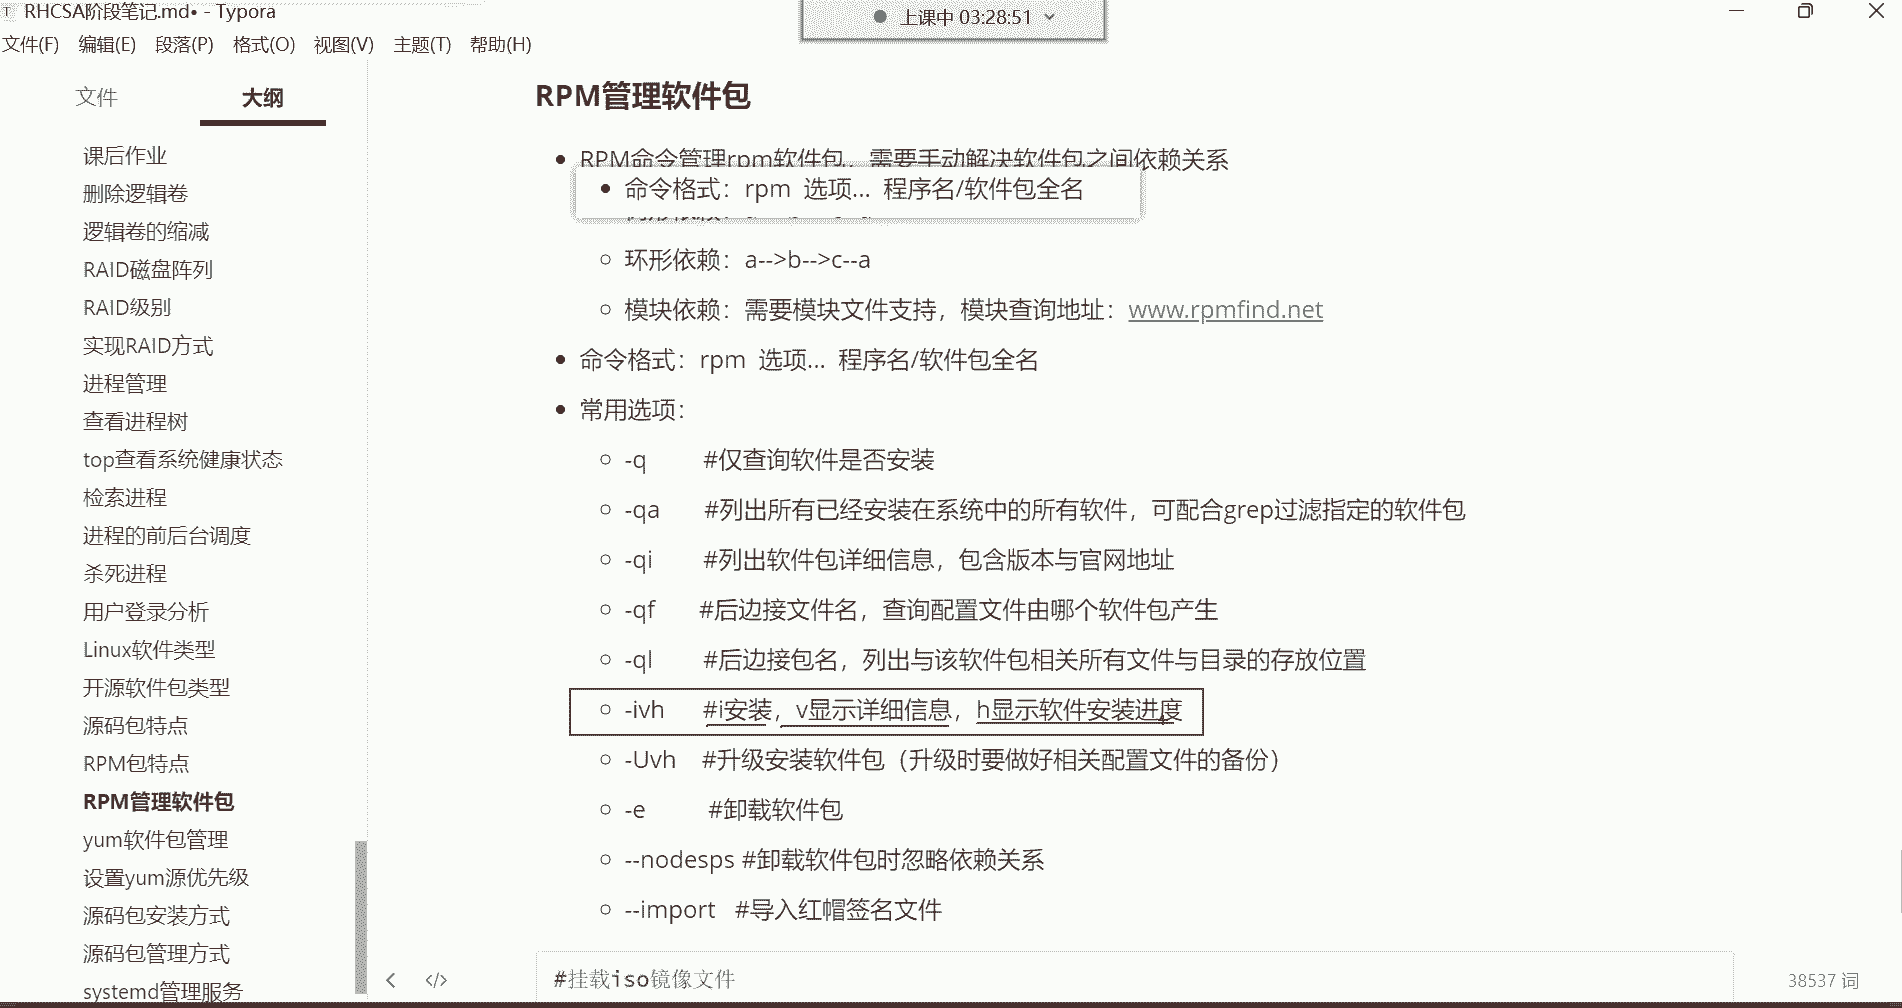 RHCSA阶段笔记.md• - Typora
上课中 03:28:51
文件(F) 编辑(E) 段落(P) 格式(O) 视图(V) 主题(T) 帮助(H)
文件 大纲
课后作业
删除逻辑卷
逻辑卷的缩减
RAID磁盘阵列
RAID级别
实现RAID方式
进程管理
查看进程树
top查看系统健康状态
检索进程
进程的前后台调度
杀死进程
用户登录分析
Linux软件类型
开源软件包类型
源码包特点
RPM包特点
RPM管理软件包
yum软件包管理
设置yum源优先级
源码包安装方式
源码包管理方式
systemd管理服务
RPM管理软件包
RPM命令管理rpm软件包，需要手动解决软件包之间依赖关系
命令格式：rpm 选项... 程序名/软件包全名
环形依赖：a-->b-->c--a
模块依赖：需要模块文件支持，模块查询地址：www.rpmfind.net
命令格式：rpm 选项... 程序名/软件包全名
常用选项：
-q #仅查询软件是否安装
-qa #列出所有已经安装在系统中的所有软件，可配合grep过滤指定的软件包
-qi #列出软件包详细信息，包含版本与官网地址
-qf #后边接文件名，查询配置文件由哪个软件包产生
-ql #后边接包名，列出与该软件包相关所有文件与目录的存放位置
-ivh #i安装，v显示详细信息，h显示软件安装进度
-Uvh #升级安装软件包（升级时要做好相关配置文件的备份）
-e #卸载软件包
--nodesps #卸载软件包时忽略依赖关系
--import #导入红帽签名文件
#挂载iso镜像文件
38537 词